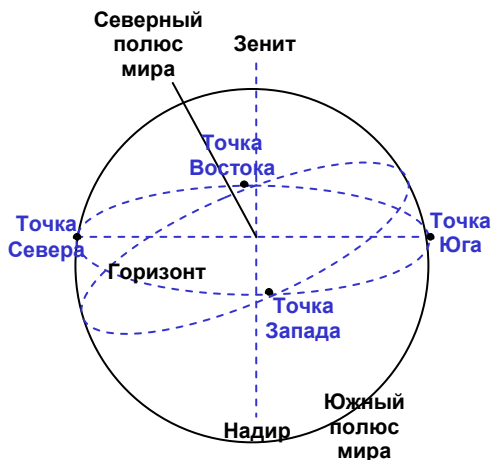 Северный
полюс
мира
Зенит
Точка
Востока
Точка
Севера
Точка
Юга
Горизонт
Точка
Запада
Надир
Южный
полюс
мира